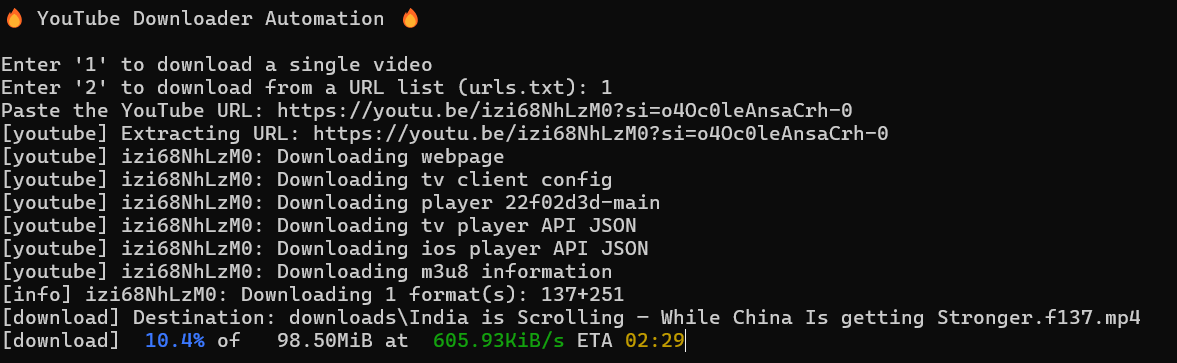 🔥 YouTube Downloader Automation 🔥
Enter '1' to download a single video
Enter '2' to download from a URL list (urls.txt): 1
Paste the YouTube URL: https://youtu.be/izi68NhLzM0?si=o4Oc0leAnsaCrh-0
[youtube] Extracting URL: https://youtu.be/izi68NhLzM0?si=o4Oc0leAnsaCrh-0
[youtube] izi68NhLzM0: Downloading webpage
[youtube] izi68NhLzM0: Downloading tv client config
[youtube] izi68NhLzM0: Downloading player 22f02d3d-main
[youtube] izi68NhLzM0: Downloading tv player API JSON
[youtube] izi68NhLzM0: Downloading ios player API JSON
[youtube] izi68NhLzM0: Downloading m3u8 information
[info] izi68NhLzM0: Downloading 1 format(s): 137+251
[download] Destination: downloads\India is Scrolling — While China Is getting Stronger.f137.mp4
[download]  10.4% of   98.50MiB at  605.93KiB/s ETA 02:29